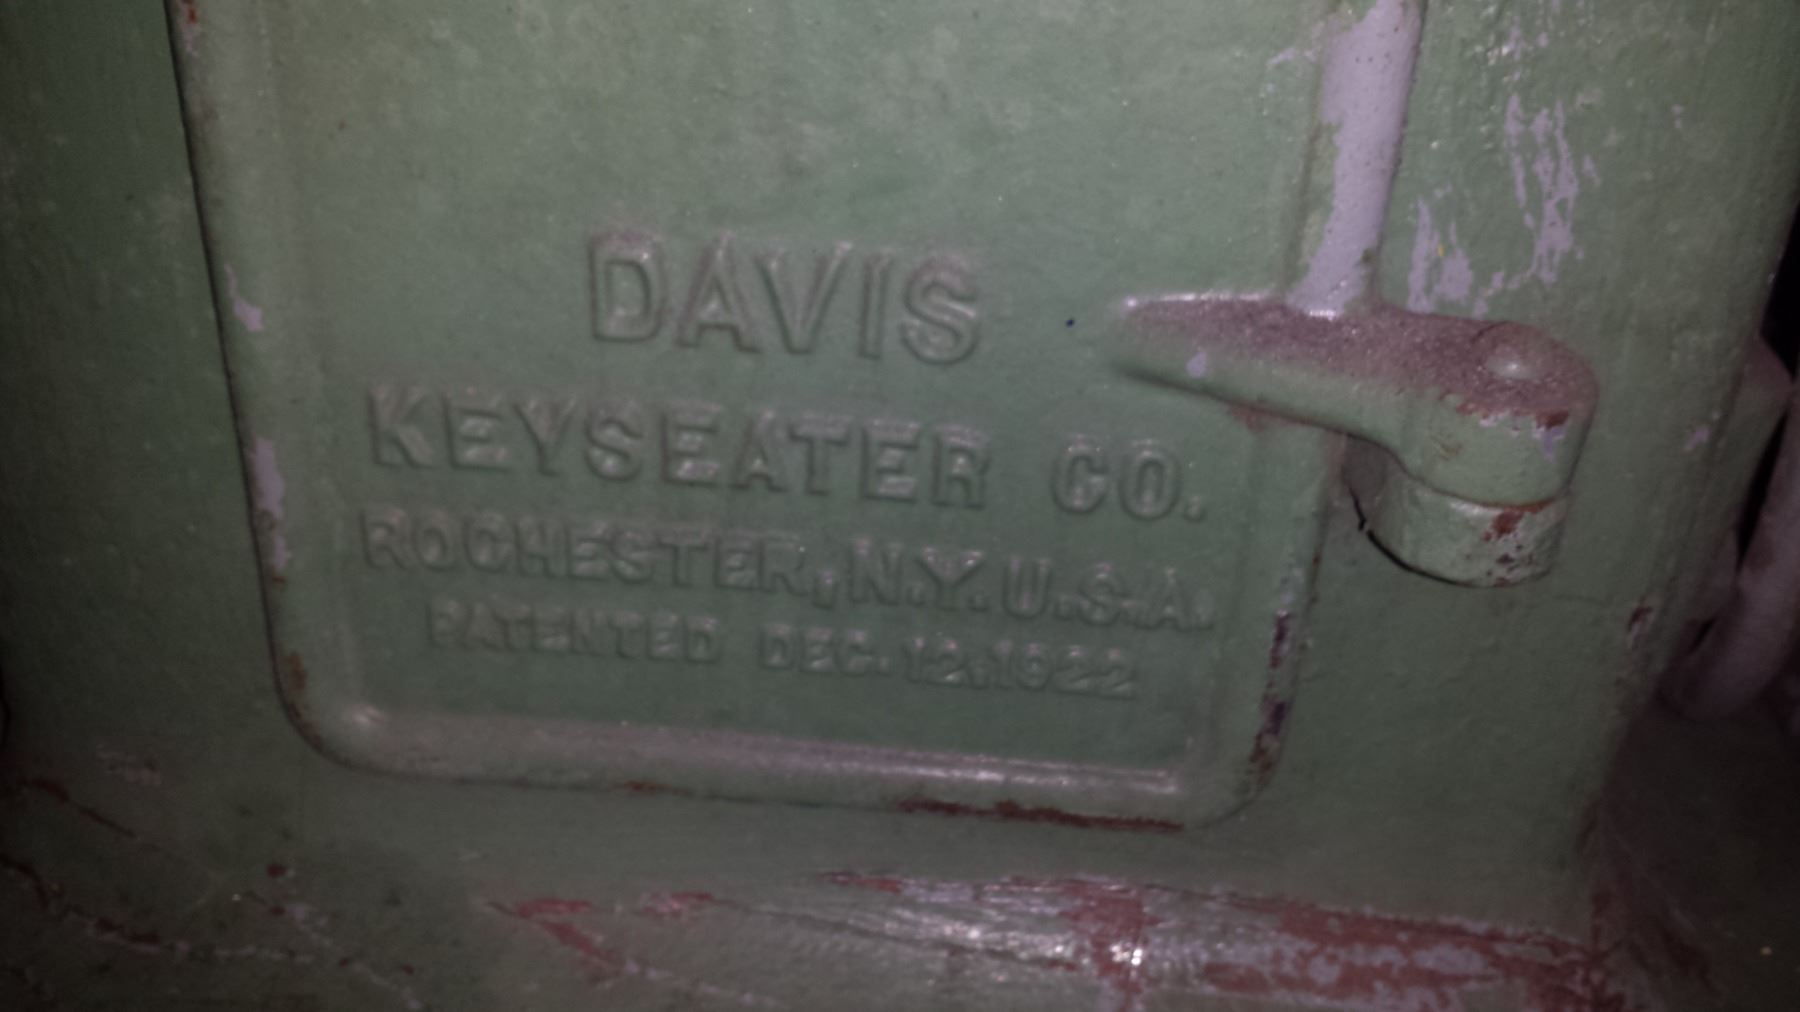 DAVIS
KEYSEATER CO.
ROCHESTER, N.Y. U.S.A.
PATENTED DEC. 12, 1922